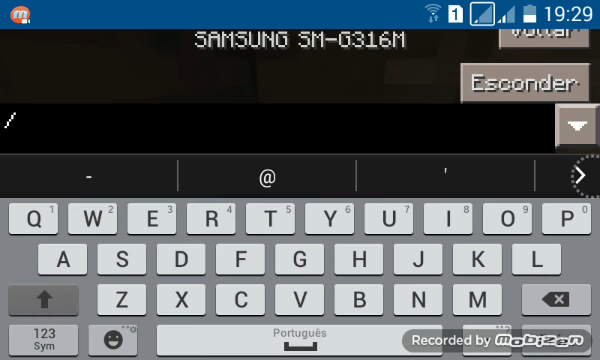 1 19:29
SAMSUNG SM-G316M
Voltar
Esconder
/
- @ '
Q 1 W 2 E 3 R 4 T 5 Y 6 U 7 I 8 O 9 P 0
A S D F G H J K L
Z X C V B N M
123
Sym
Português
Recorded by mobizen